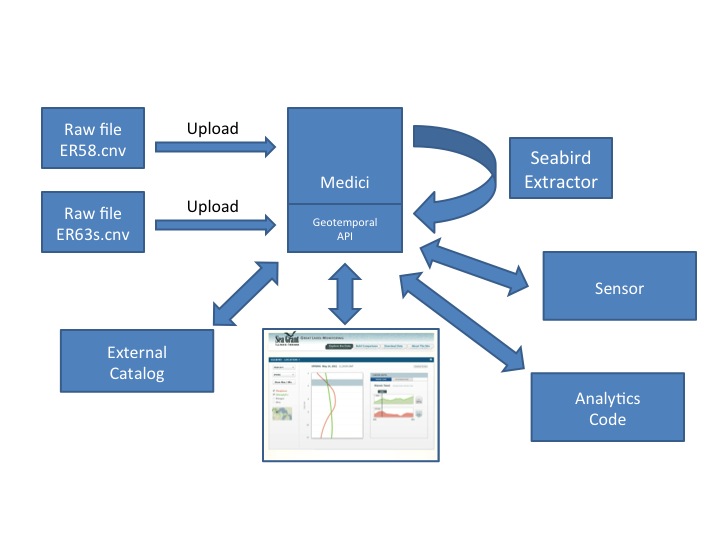 Raw file
ER58.cnv
Upload
Raw file
ER63s.cnv
Upload
Medici
Geotemporal
API
Seabird
Extractor
Sensor
Analytics
Code
External
Catalog
Sea Grant